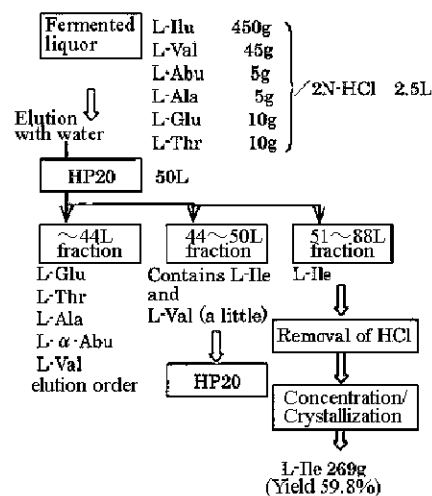 Fermented
liquor
L-Ilu 450g
L-Val 45g
L-Abu 5g
L-Ala 5g
L-Glu 10g
L-Thr 10g
2N-HCl 2.5L
Elution
with water
HP20 50L
~44L
fraction
L-Glu
L-Thr
L-Ala
L-α-Abu
L-Val
elution order
44~50L
fraction
Contains L-Ile
and
L-Val (a little)
HP20
51~88L
fraction
L-Ile
Removal of HCl
Concentration/
Crystallization
L-Ile 269g
(Yield 59.8%)